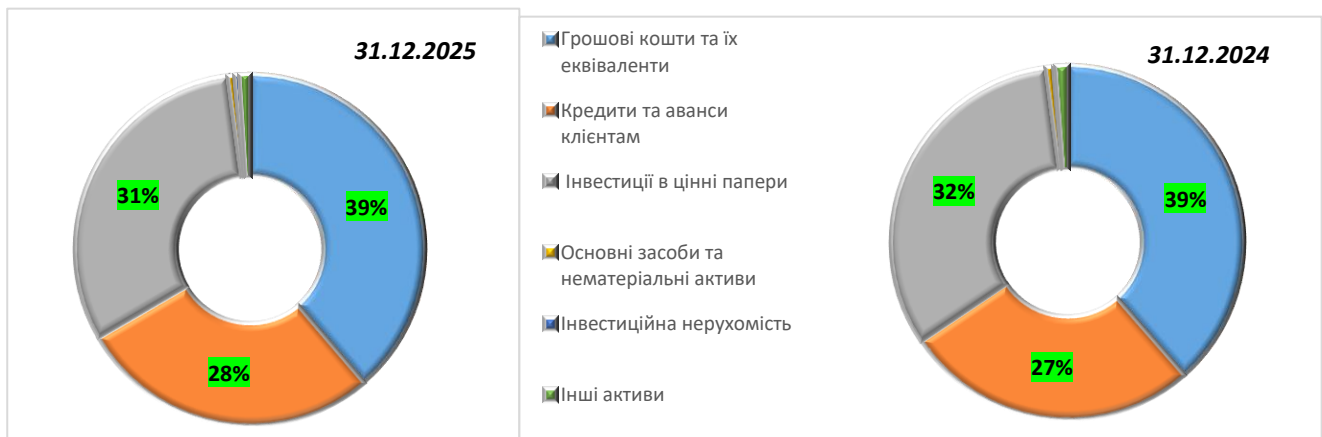 31.12.2025
31%
39%
28%
Грошові кошти та їх
еквіваленти
Кредити та аванси
клієнтам
Інвестиції в цінні папери
Основні засоби та
нематеріальні активи
Інвестиційна нерухомість
Інші активи
31.12.2024
32%
39%
27%